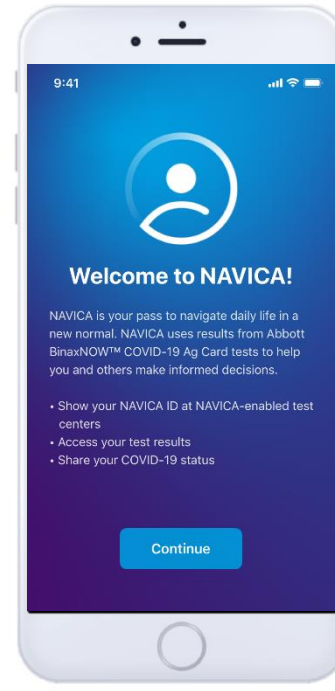 9:41
Welcome to NAVICA!
NAVICA is your pass to navigate daily life in a
new normal. NAVICA uses results from Abbott
BinaxNOW™ COVID-19 Ag Card tests to help
you and others make informed decisions.
• Show your NAVICA ID at NAVICA-enabled test
centers
• Access your test results
• Share your COVID-19 status
Continue